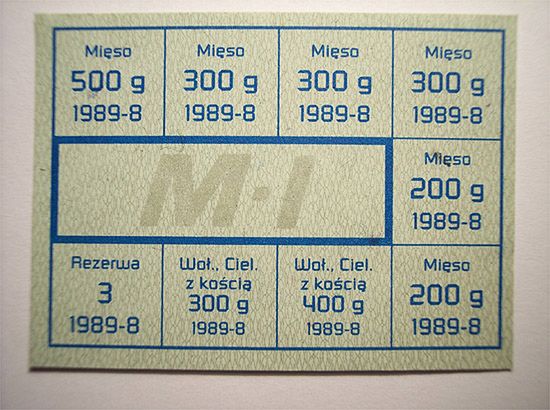 Mięso
500 g
1989-8
Mięso
300 g
1989-8
Mięso
300 g
1989-8
Mięso
300 g
1989-8
M-I
Mięso
200 g
1989-8
Rezerwa
3
1989-8
Woł., Ciel.
z kością
300 g
1989-8
Woł., Ciel.
z kością
400 g
1989-8
Mięso
200 g
1989-8